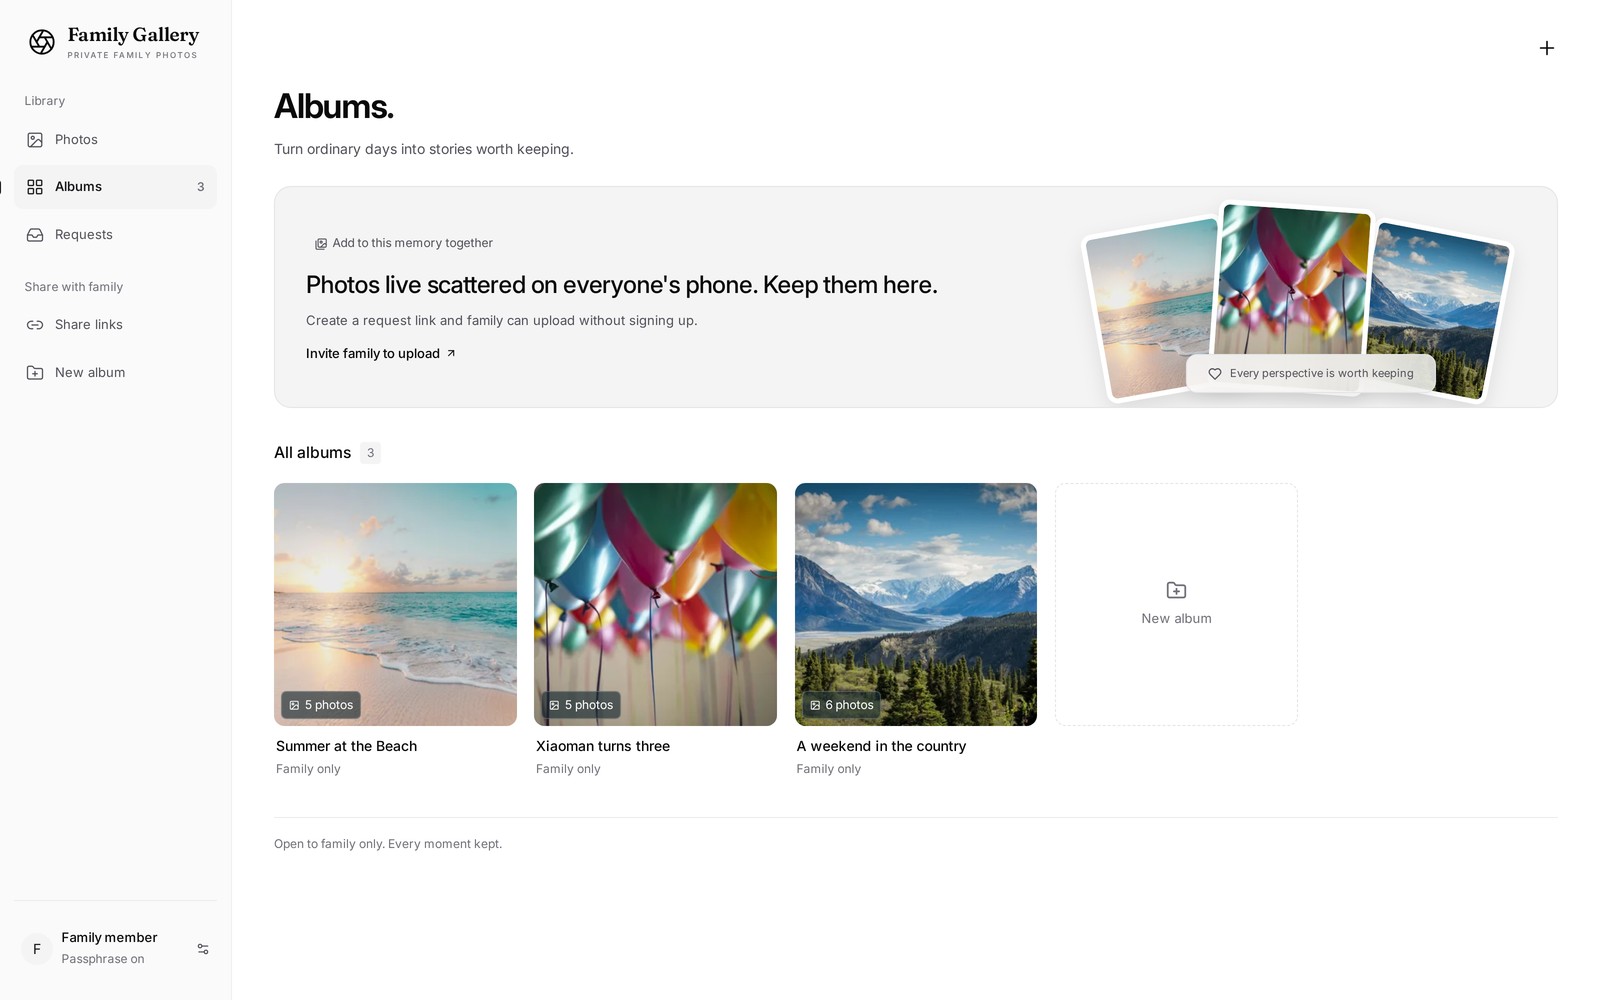 Family Gallery
PRIVATE FAMILY PHOTOS
Library
Photos
Albums 3
Requests
Share with family
Share links
New album
Family member
F
Passphrase on
Albums.
Turn ordinary days into stories worth keeping.
Add to this memory together
Photos live scattered on everyone's phone. Keep them here.
Create a request link and family can upload without signing up.
Invite family to upload
Every perspective is worth keeping
All albums 3
5 photos
Summer at the Beach
Family only
5 photos
Xiaoman turns three
Family only
6 photos
A weekend in the country
Family only
New album
Open to family only. Every moment kept.